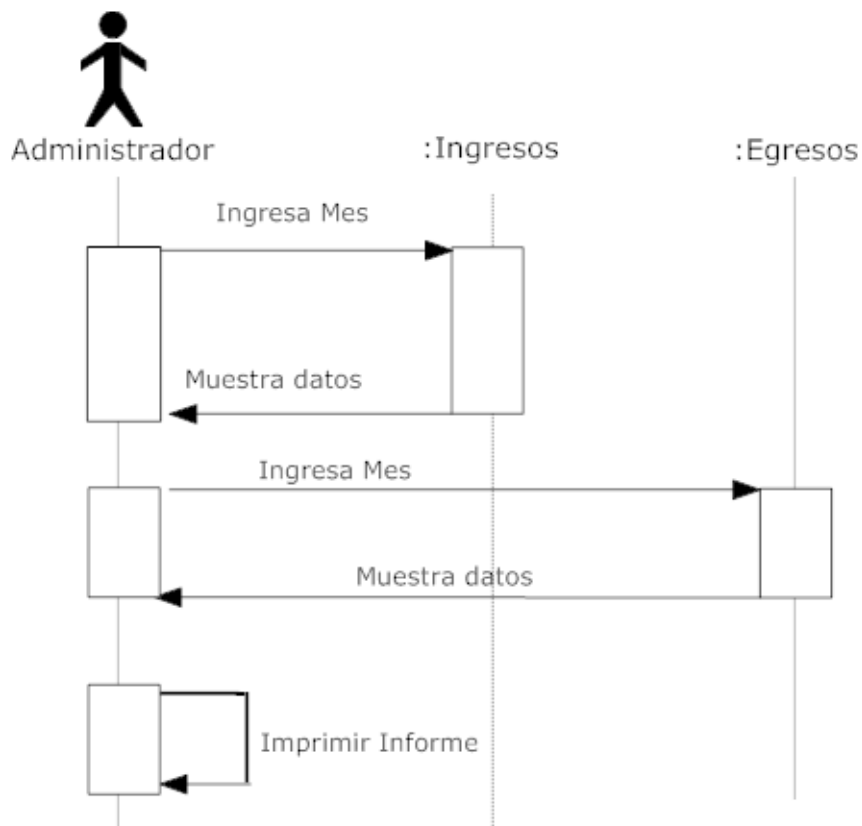 Administrador
:Ingresos
:Egresos
Ingresa Mes
Muestra datos
Ingresa Mes
Muestra datos
Imprimir Informe